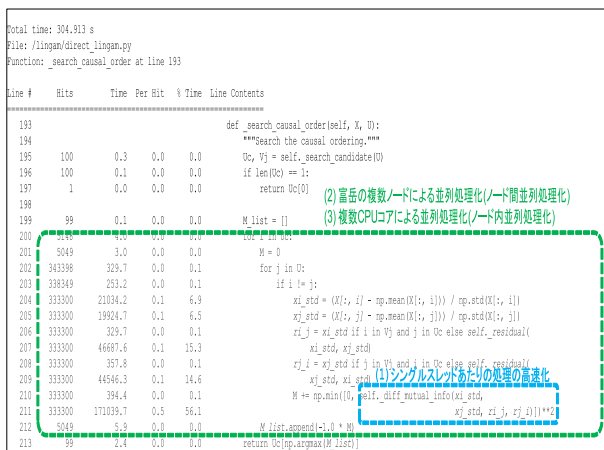 Total time: 304.913 s
File: /lingam/direct_lingam.py
Function: _search_causal_order at line 193
Line # Hits Time Per Hit % Time Line Contents
==============================================================
193 def _search_causal_order(self, X, U):
194 """Search the causal ordering."""
195 100 0.3 0.0 0.0 Uc, Vj = self._search_candidate(U)
196 100 0.1 0.0 0.0 if len(Uc) == 1:
197 1 0.0 0.0 0.0 return Uc[0]
(2) 富岳の複数ノードによる並列処理化(ノード間並列処理化)
198
(3) 複数CPUコアによる並列処理化(ノード内並列処理化)
199 99 0.1 0.0 0.0 M_list = []
200 5148 4.0 0.0 0.0 for i in Uc:
201 5049 3.0 0.0 0.0 M = 0
202 343398 329.7 0.0 0.1 for j in U:
203 338349 253.2 0.0 0.1 if i != j:
204 333300 21034.2 0.1 6.9 xi_std = (X[:, i] - np.mean(X[:, i])) / np.std(X[:, i])
205 333300 19924.7 0.1 6.5 xj_std = (X[:, j] - np.mean(X[:, j])) / np.std(X[:, j])
206 333300 329.7 0.0 0.1 ri_j = xi_std if i in Vj and j in Uc else self._residual(
207 333300 46687.6 0.1 15.3 xi_std, xj_std)
208 333300 357.8 0.0 0.1 rj_i = xj_std if j in Vj and i in Uc else self._residual(
(1)シングルスレッドあたりの処理の高速化
209 333300 44546.3 0.1 14.6 xj_std, xi_std)
210 333300 394.4 0.0 0.1 M += np.min([0, self._diff_mutual_info(xi_std,
211 333300 171039.7 0.5 56.1 xj_std, ri_j, rj_i)])**2
212 5049 5.9 0.0 0.0 M_list.append(-1.0 * M)
213 99 2.4 0.0 0.0 return Uc[np.argmax(M_list)]